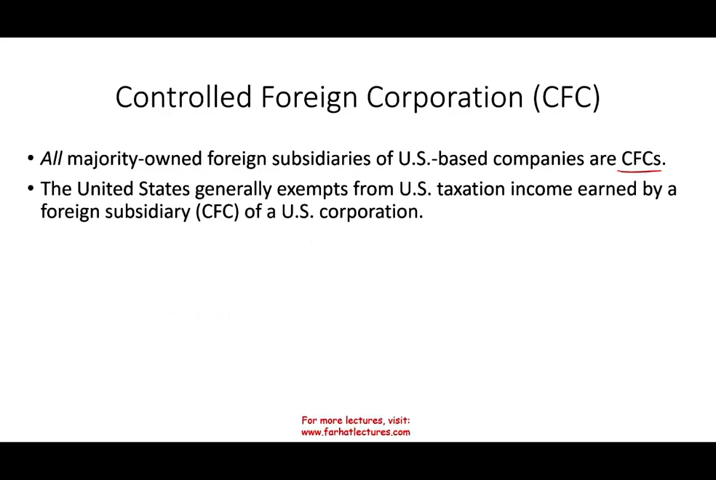 Controlled Foreign Corporation (CFC)
• All majority-owned foreign subsidiaries of U.S.-based companies are CFCs.
• The United States generally exempts from U.S. taxation income earned by a
foreign subsidiary (CFC) of a U.S. corporation.
For more lectures, visit:
www.farhatlectures.com